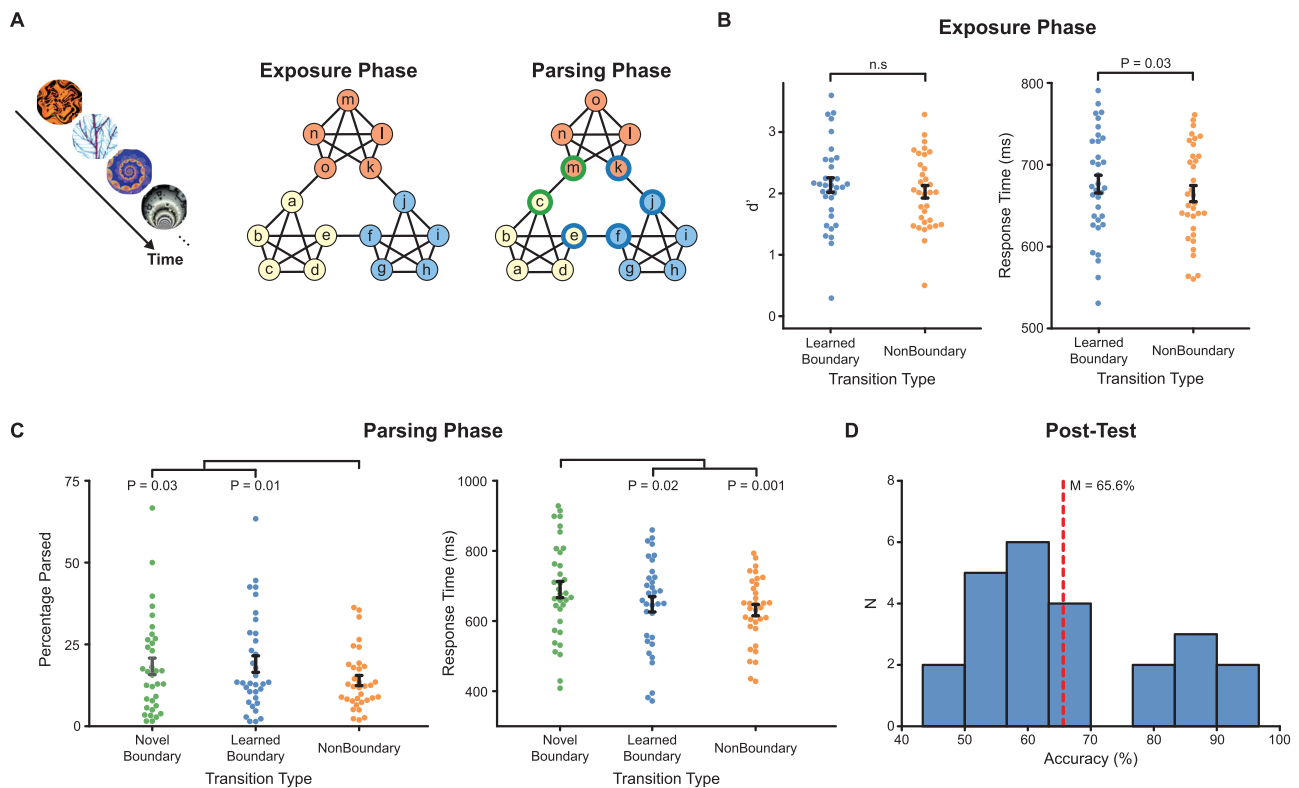 A
Exposure Phase
Parsing Phase
Time
m
n
l
o
k
a
j
b
e
f
i
c
d
g
h
o
n
l
m
k
c
j
b
e
f
i
a
d
g
h
B
Exposure Phase
n.s
d’
3
2
1
0
Learned
Boundary
NonBoundary
Transition Type
P = 0.03
Response Time (ms)
800
700
600
500
Learned
Boundary
NonBoundary
Transition Type
C
Parsing Phase
P = 0.03
P = 0.01
Percentage Parsed
75
50
25
0
Novel
Boundary
Learned
Boundary
NonBoundary
Transition Type
P = 0.02
P = 0.001
Response Time (ms)
1000
800
600
400
Novel
Boundary
Learned
Boundary
NonBoundary
Transition Type
D
Post-Test
M = 65.6%
N
8
6
4
2
0
40
50
60
70
80
90
100
Accuracy (%)